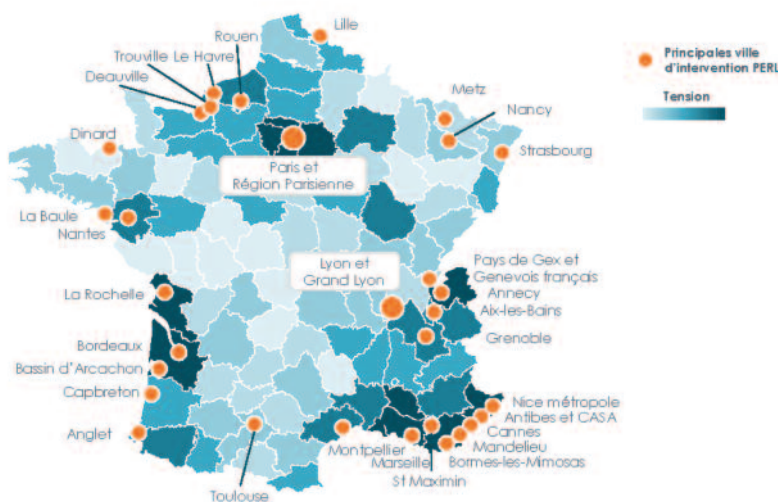 Lille
Rouen
Trouville Le Havre
Deauville
Principales ville
d'intervention PERL
Tension
Metz
Nancy
Strasbourg
Dinard
Paris et
Région Parisienne
La Baule
Nantes
Lyon et
Grand Lyon
Pays de Gex et
Genevois français
Annecy
Aix-les-Bains
Grenoble
La Rochelle
Bordeaux
Bassin d'Arcachon
Capbreton
Anglet
Toulouse
Montpellier
Marseille
St Maximin
Nice métropole
Antibes et CASA
Cannes
Mandelieu
Bormes-les-Mimosas